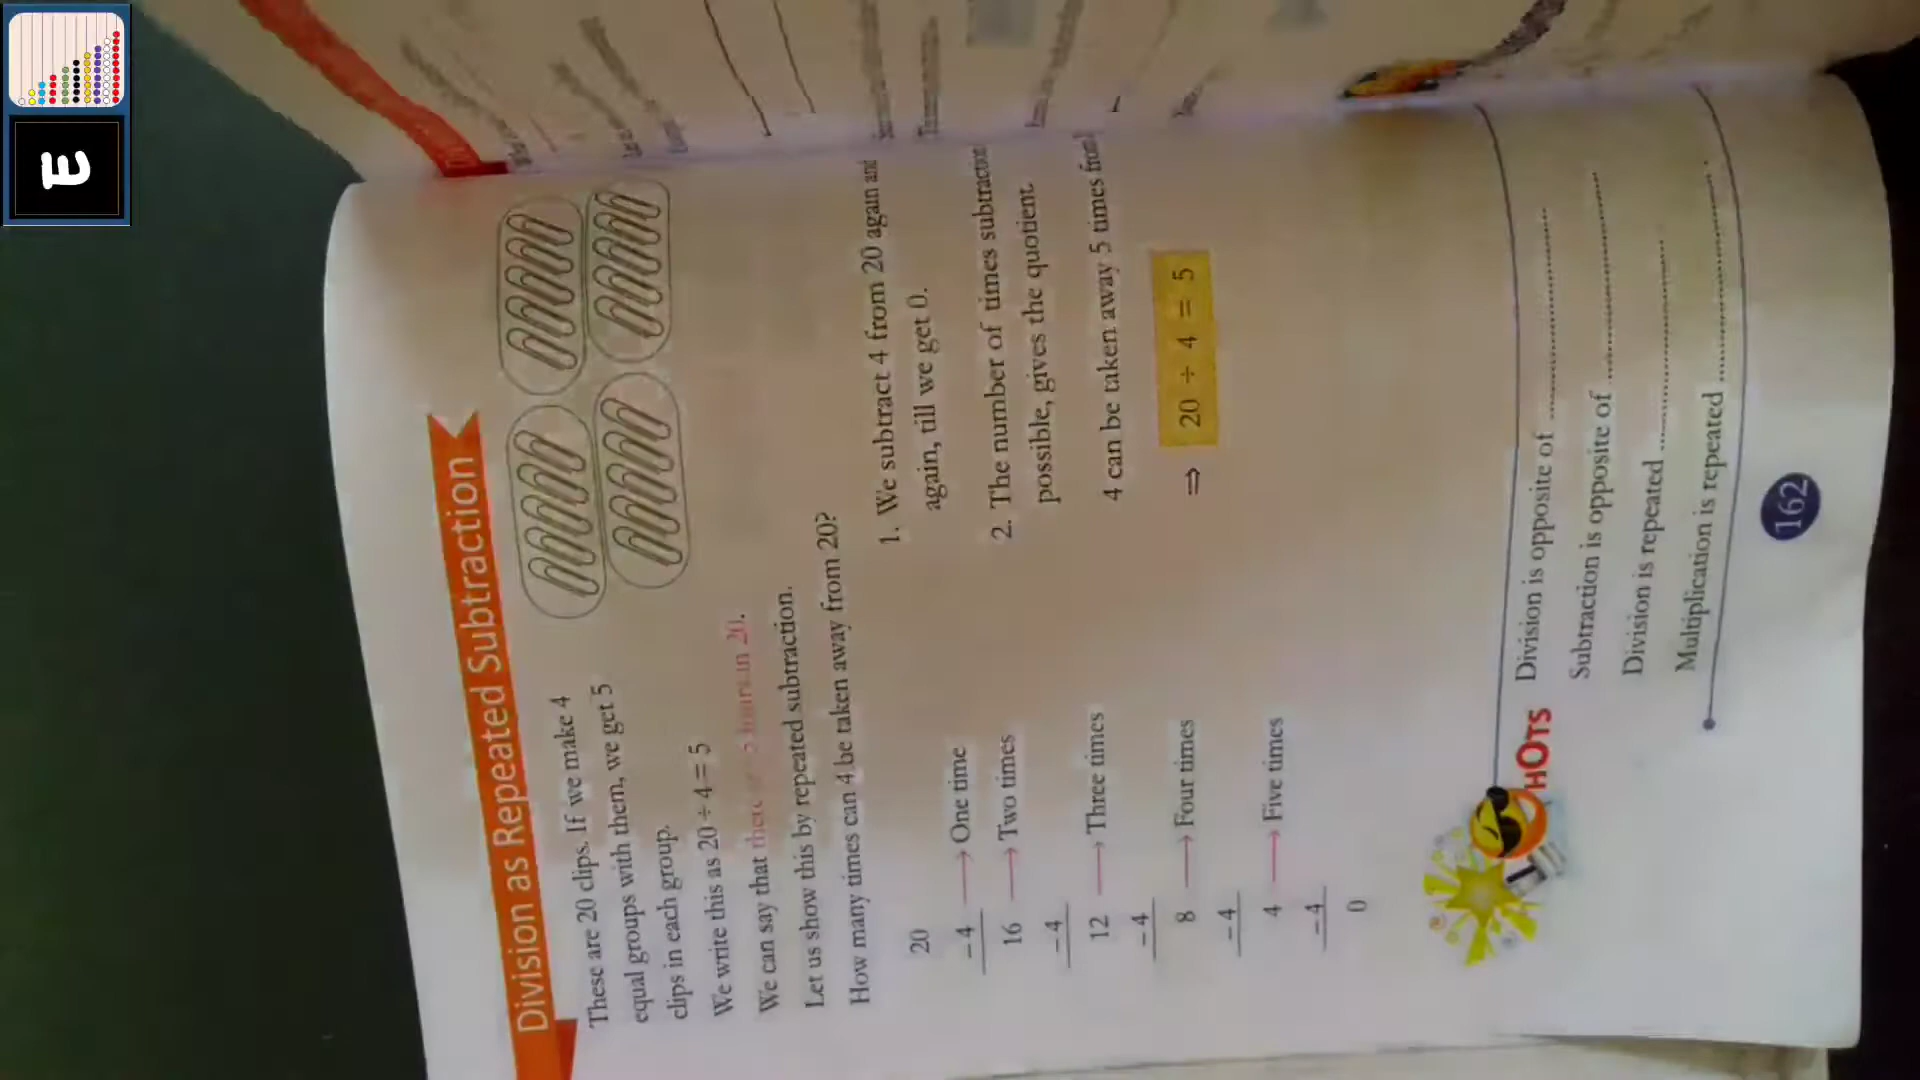 Division as Repeated Subtraction
These are 20 clips. If we make 4
equal groups with them, we get 5
clips in each group.
We write this as 20 ÷ 4 = 5
We can say that there are 5 fours in 20.
Let us show this by repeated subtraction.
How many times can 4 be taken away from 20?
20
−4 → One time
16 → Two times
−4
12 → Three times
−4
8 → Four times
−4
4 → Five times
−4
0
1. We subtract 4 from 20 again and
again, till we get 0.
2. The number of times subtraction
possible, gives the quotient.
4 can be taken away 5 times from
⇒ 20 ÷ 4 = 5
HOTS Division is opposite of ....................
Subtraction is opposite of ....................
Division is repeated ....................
Multiplication is repeated ....................
162